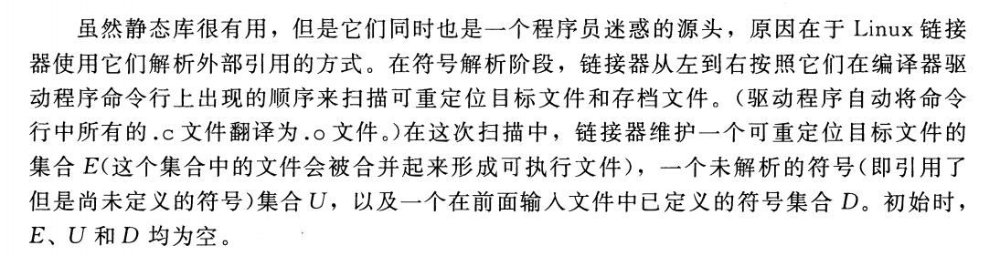 虽然静态库很有用，但是它们同时也是一个程序员迷惑的源头，原因在于 Linux 链接
器使用它们解析外部引用的方式。在符号解析阶段，链接器从左到右按照它们在编译器驱
动程序命令行上出现的顺序来扫描可重定位目标文件和存档文件。（驱动程序自动将命令
行中所有的.c文件翻译为.o文件。）在这次扫描中，链接器维护一个可重定位目标文件的
集合 E（这个集合中的文件会被合并起来形成可执行文件），一个未解析的符号（即引用了
但是尚未定义的符号）集合U，以及一个在前面输入文件中已定义的符号集合 D。初始时，
E、U 和 D 均为空。